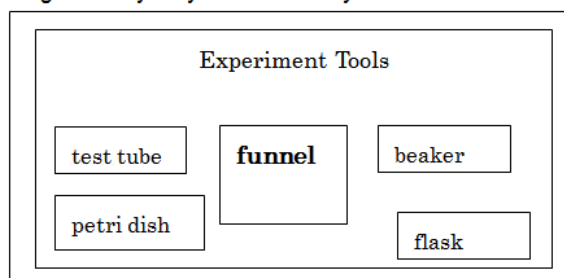 Experiment Tools
test tube
funnel
beaker
petri dish
flask